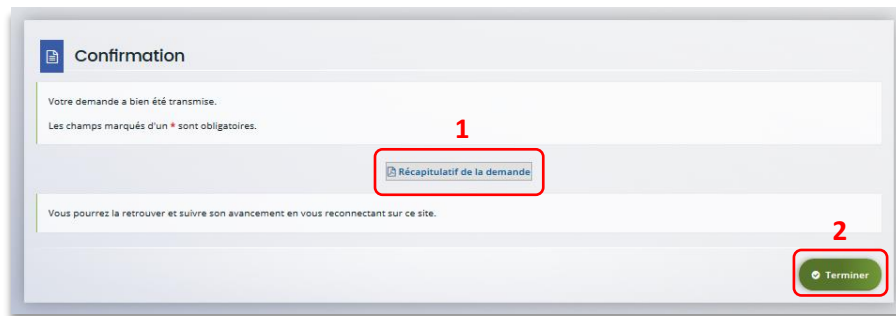 Confirmation
Votre demande a bien été transmise.
Les champs marqués d'un * sont obligatoires.
1
Récapitulatif de la demande
Vous pourrez la retrouver et suivre son avancement en vous reconnectant sur ce site.
2
Terminer